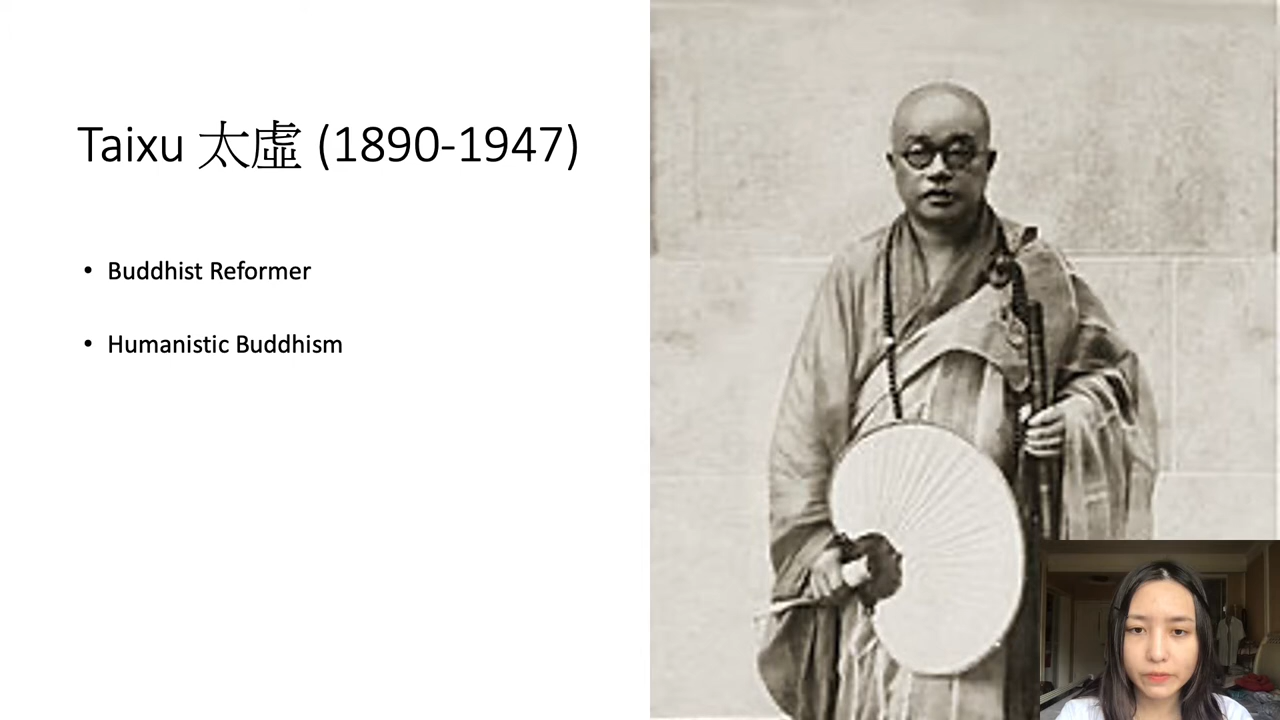 Taixu 太虛 (1890-1947)
• Buddhist Reformer
• Humanistic Buddhism